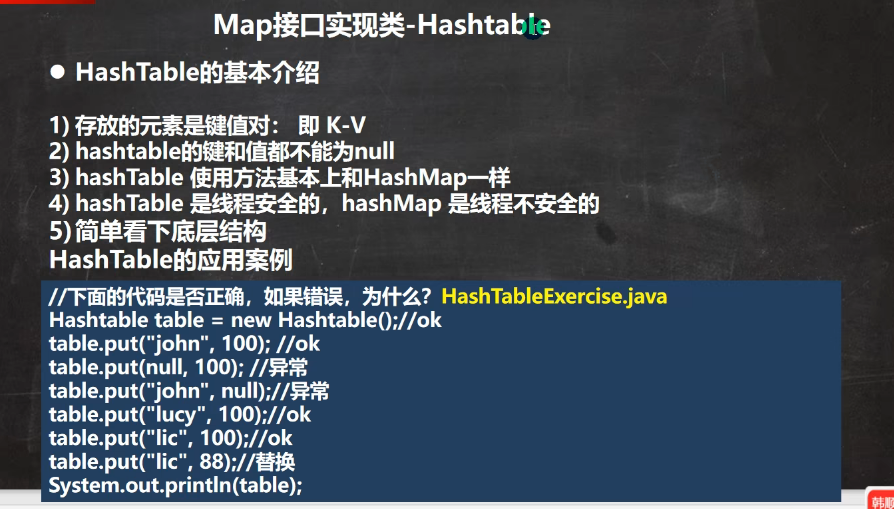 Map接口实现类-Hashtable
● HashTable的基本介绍
1) 存放的元素是键值对： 即 K-V
2) hashtable的键和值都不能为null
3) hashTable 使用方法基本上和HashMap一样
4) hashTable 是线程安全的，hashMap 是线程不安全的
5) 简单看下底层结构
HashTable的应用案例
//下面的代码是否正确，如果错误，为什么？HashTableExercise.java
Hashtable table = new Hashtable();//ok
table.put("john", 100); //ok
table.put(null, 100); //异常
table.put("john", null);//异常
table.put("lucy", 100);//ok
table.put("lic", 100);//ok
table.put("lic", 88);//替换
System.out.println(table);